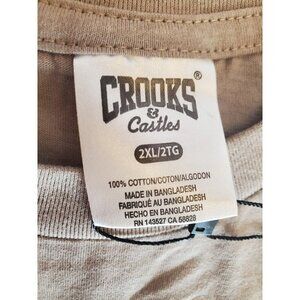 CROOKS®
&
Castles
2XL/2TG
100% COTTON/COTON/ALGODON
MADE IN BANGLADESH
FABRIQUÉ AU BANGLADESH
HECHO EN BANGLADESH
RN 143527 CA 58828